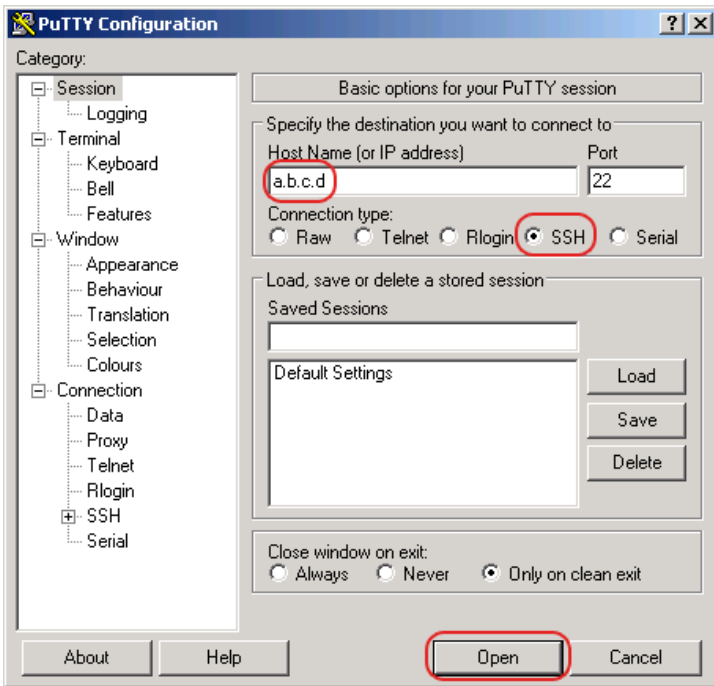 PuTTY Configuration
Category:
Session
Logging
Terminal
Keyboard
Bell
Features
Window
Appearance
Behaviour
Translation
Selection
Colours
Connection
Data
Proxy
Telnet
Rlogin
SSH
Serial
Basic options for your PuTTY session
Specify the destination you want to connect to
Host Name (or IP address) Port
a.b.c.d 22
Connection type:
Raw Telnet Rlogin SSH Serial
Load, save or delete a stored session
Saved Sessions
Default Settings
Load
Save
Delete
Close window on exit:
Always Never Only on clean exit
About Help Open Cancel